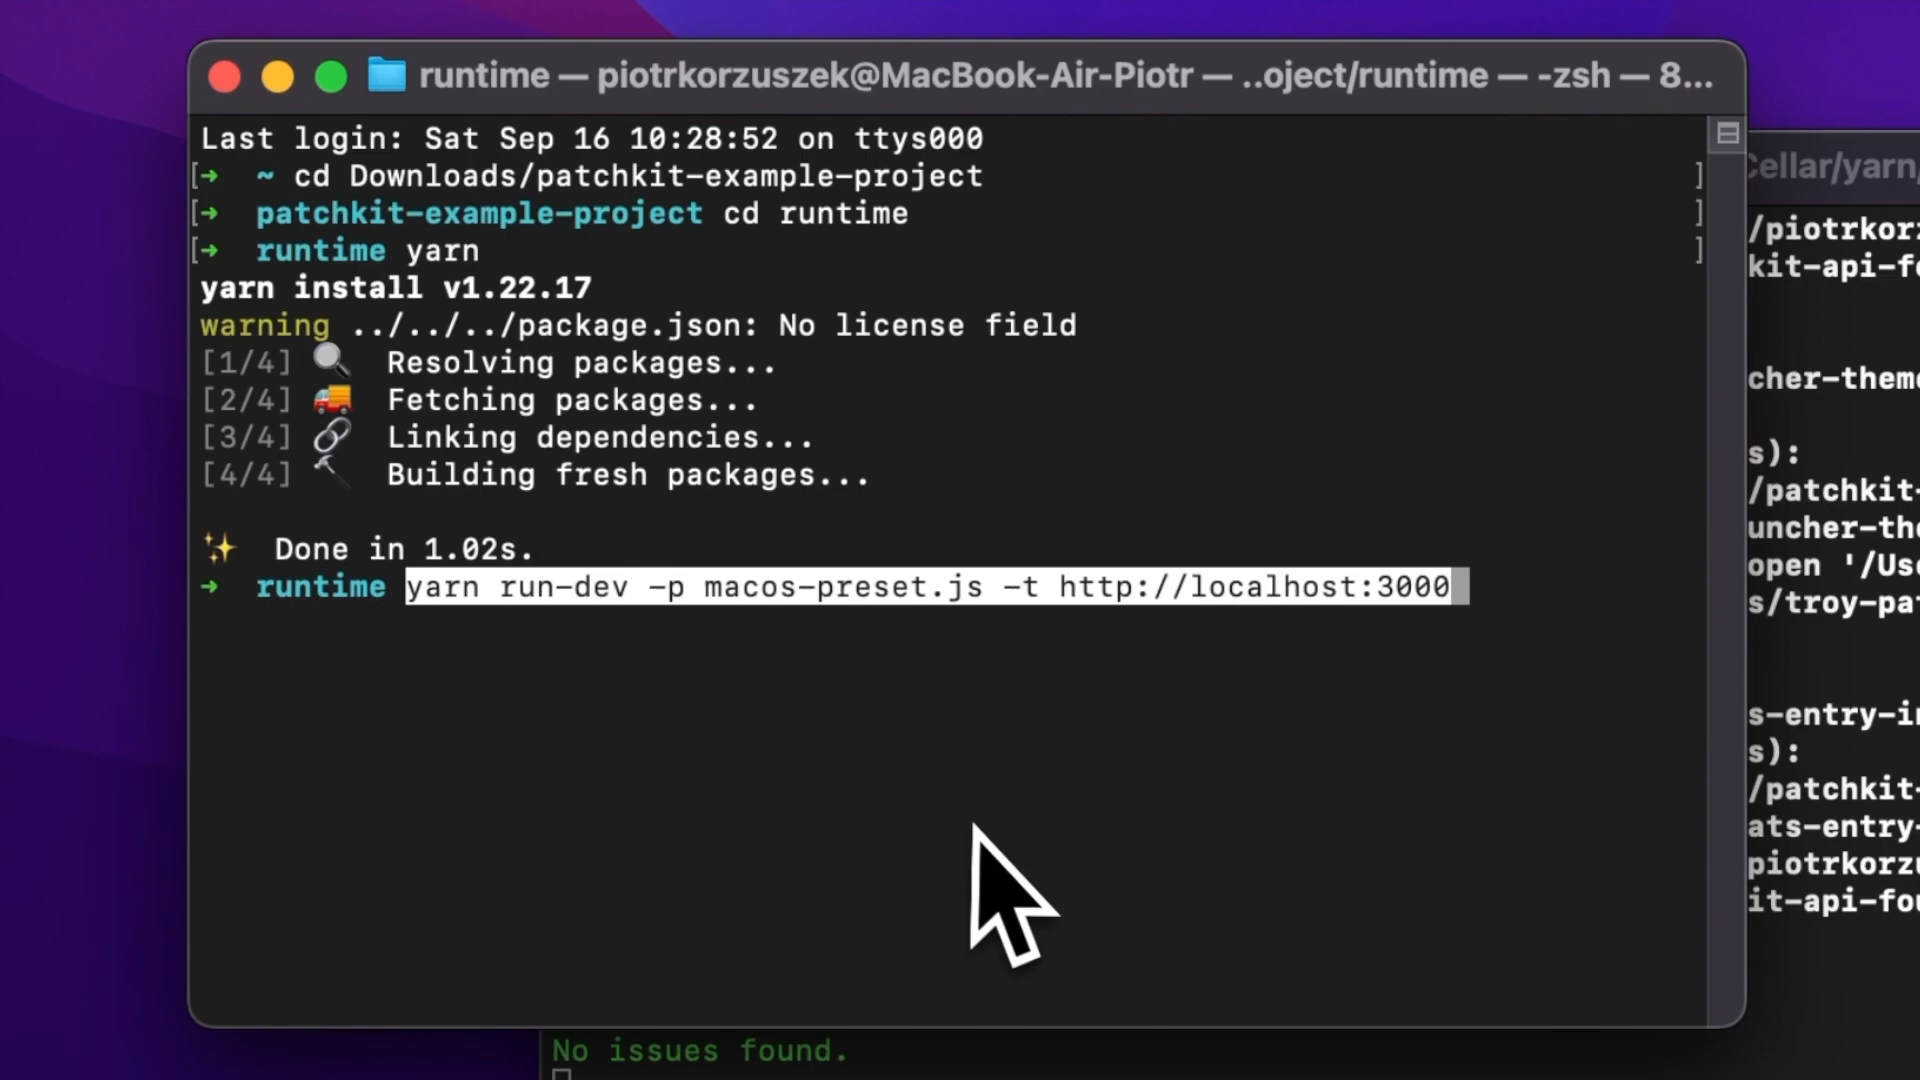 runtime — piotrkorzuszek@MacBook-Air-Piotr — ..oject/runtime — -zsh — 8...
Last login: Sat Sep 16 10:28:52 on ttys000
[➜ ~ cd Downloads/patchkit-example-project ]
[➜ patchkit-example-project cd runtime ]
[➜ runtime yarn ]
yarn install v1.22.17
warning ../../../package.json: No license field
[1/4] 🔍 Resolving packages...
[2/4] 🚚 Fetching packages...
[3/4] 🔗 Linking dependencies...
[4/4] 🔨 Building fresh packages...
✨ Done in 1.02s.
➜ runtime yarn run-dev -p macos-preset.js -t http://localhost:3000
Cellar/yarn/
/piotrkorz
kit-api-f
cher-them
s):
/patchkit-
uncher-th
open '/Us
s/troy-pa
s-entry-i
s):
/patchkit-
ats-entry-
piotrkorz
it-api-fo
No issues found.